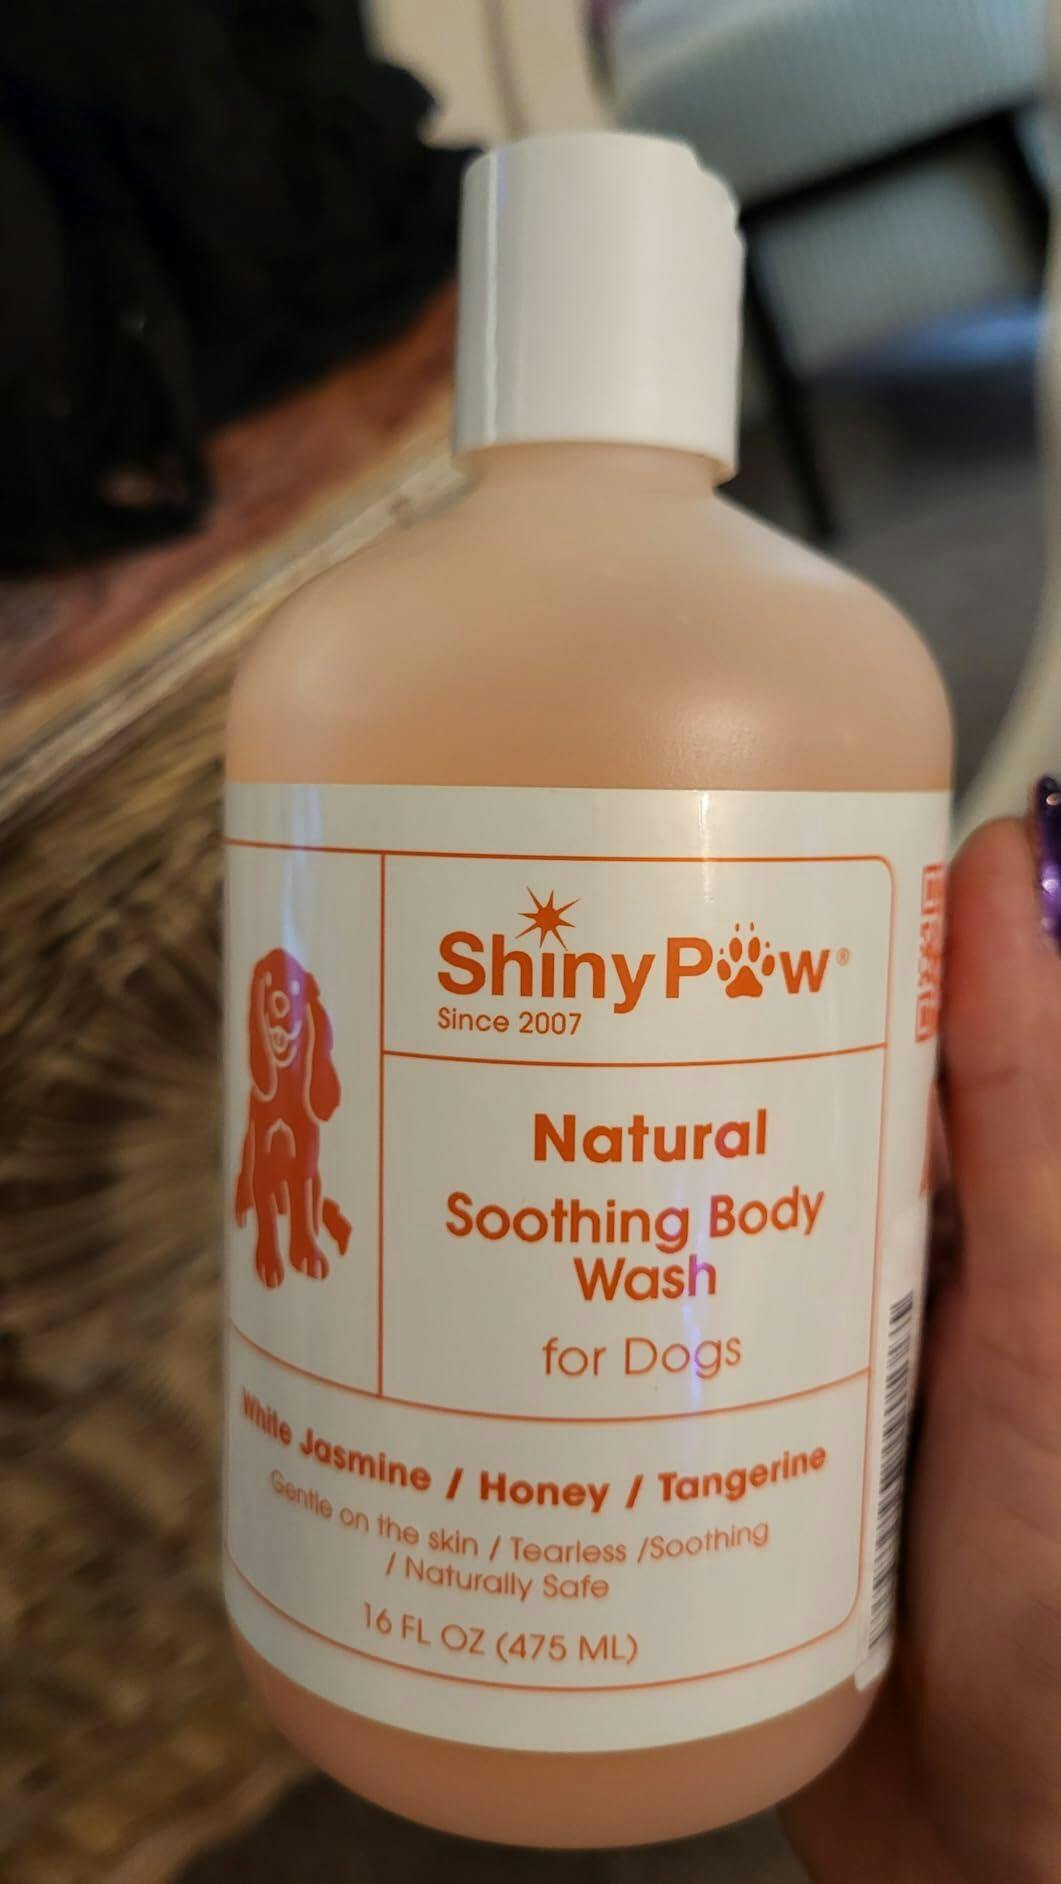 ShinyPaw®
Since 2007
Natural
Soothing Body
Wash
for Dogs
White Jasmine / Honey / Tangerine
Gentle on the skin / Tearless /Soothing
/ Naturally Safe
16 FL OZ (475 ML)